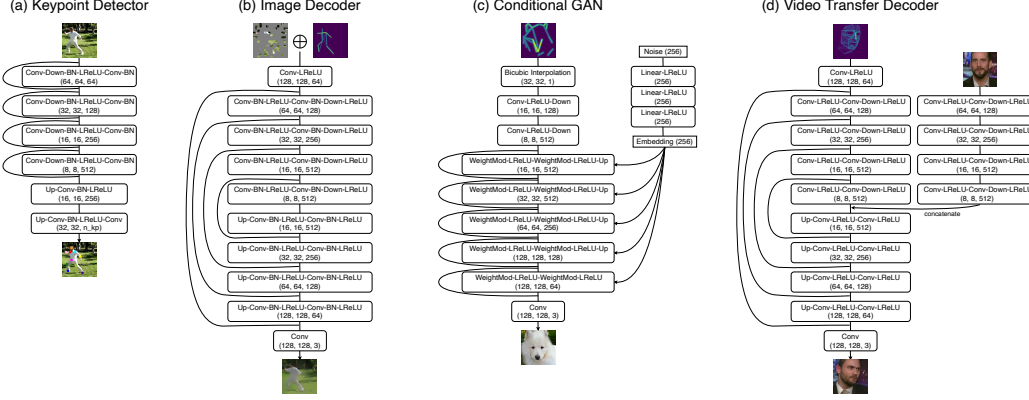 (a) Keypoint Detector
Conv-Down-BN-LReLU-Conv-BN
(64, 64, 64)
Conv-Down-BN-LReLU-Conv-BN
(32, 32, 128)
Conv-Down-BN-LReLU-Conv-BN
(16, 16, 256)
Conv-Down-BN-LReLU-Conv-BN
(8, 8, 512)
Up-Conv-BN-LReLU
(16, 16, 256)
Up-Conv-BN-LReLU-Conv
(32, 32, n_kp)
(b) Image Decoder
Conv-LReLU
(128, 128, 64)
Conv-BN-LReLU-Conv-BN-Down-LReLU
(64, 64, 128)
Conv-BN-LReLU-Conv-BN-Down-LReLU
(32, 32, 256)
Conv-BN-LReLU-Conv-BN-Down-LReLU
(16, 16, 512)
Conv-BN-LReLU-Conv-BN-Down-LReLU
(8, 8, 512)
Up-Conv-BN-LReLU-Conv-BN-LReLU
(16, 16, 512)
Up-Conv-BN-LReLU-Conv-BN-LReLU
(32, 32, 256)
Up-Conv-BN-LReLU-Conv-BN-LReLU
(64, 64, 128)
Up-Conv-BN-LReLU-Conv-BN-LReLU
(128, 128, 64)
Conv
(128, 128, 3)
(c) Conditional GAN
Bicubic Interpolation
(32, 32, 1)
Conv-LReLU-Down
(16, 16, 128)
Conv-LReLU-Down
(8, 8, 512)
WeightMod-LReLU-WeightMod-LReLU-Up
(16, 16, 512)
WeightMod-LReLU-WeightMod-LReLU-Up
(32, 32, 512)
WeightMod-LReLU-WeightMod-LReLU-Up
(64, 64, 256)
WeightMod-LReLU-WeightMod-LReLU-Up
(128, 128, 128)
WeightMod-LReLU-WeightMod-LReLU
(128, 128, 64)
Conv
(128, 128, 3)
Noise (256)
Linear-LReLU
(256)
Linear-LReLU
(256)
Linear-LReLU
(256)
Embedding (256)
(d) Video Transfer Decoder
Conv-LReLU
(128, 128, 64)
Conv-LReLU-Conv-Down-LReLU
(64, 64, 128)
Conv-LReLU-Conv-Down-LReLU
(32, 32, 256)
Conv-LReLU-Conv-Down-LReLU
(16, 16, 512)
Conv-LReLU-Conv-Down-LReLU
(8, 8, 512)
Up-Conv-LReLU-Conv-LReLU
(16, 16, 512)
Up-Conv-LReLU-Conv-LReLU
(32, 32, 256)
Up-Conv-LReLU-Conv-LReLU
(64, 64, 128)
Up-Conv-LReLU-Conv-LReLU
(128, 128, 64)
Conv
(128, 128, 3)
Conv-LReLU-Conv-Down-LReLU
(64, 64, 128)
Conv-LReLU-Conv-Down-LReLU
(32, 32, 256)
Conv-LReLU-Conv-Down-LReLU
(16, 16, 512)
Conv-LReLU-Conv-Down-LReLU
(8, 8, 512)
concatenate